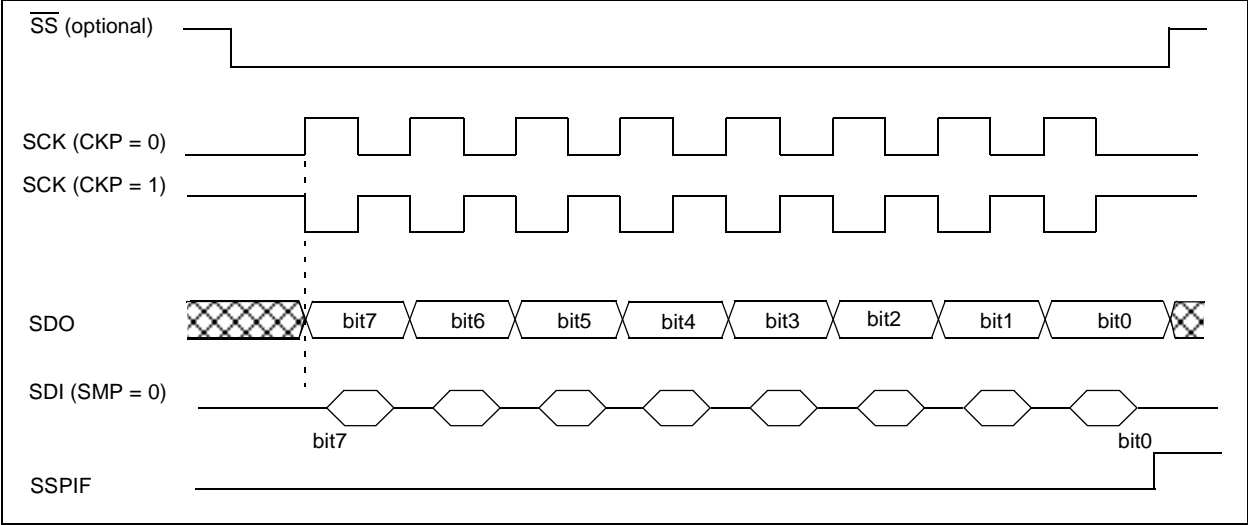 SS (optional)
SCK (CKP = 0)
SCK (CKP = 1)
SDO bit7 bit6 bit5 bit4 bit3 bit2 bit1 bit0
SDI (SMP = 0)
bit7 bit0
SSPIF